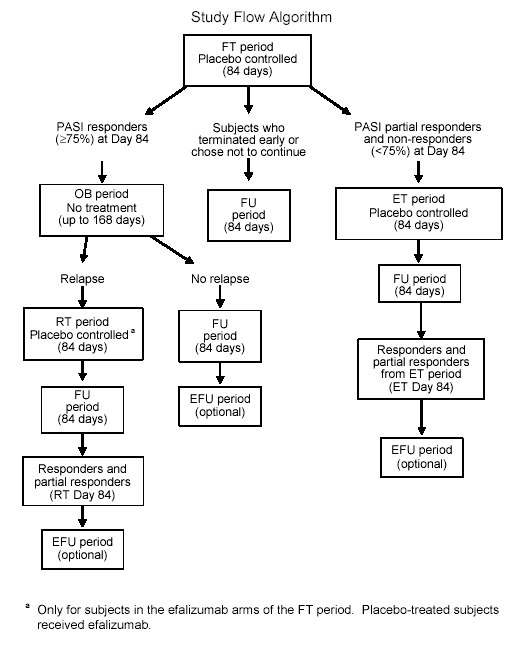 Study Flow Algorithm
FT period
Placebo controlled
(84 days)
PASI responders
(≥75%) at Day 84
Subjects who
terminated early or
chose not to continue
PASI partial responders
and non-responders
(<75%) at Day 84
OB period
No treatment
(up to 168 days)
FU
period
(84 days)
ET period
Placebo controlled
(84 days)
Relapse
No relapse
FU period
(84 days)
RT period
Placebo controlled a
(84 days)
FU
period
(84 days)
Responders and
partial responders
from ET period
(ET Day 84)
FU
period
(84 days)
EFU period
(optional)
EFU period
(optional)
Responders and
partial responders
(RT Day 84)
EFU period
(optional)
a Only for subjects in the efalizumab arms of the FT period. Placebo-treated subjects
received efalizumab.